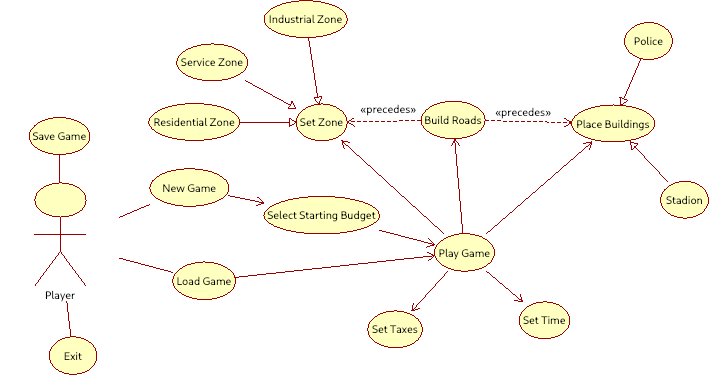 Industrial Zone
Police
Service Zone
«precedes»
«precedes»
Residential Zone
Set Zone
Build Roads
Place Buildings
Save Game
New Game
Select Starting Budget
Stadion
Play Game
Load Game
Player
Set Taxes
Set Time
Exit